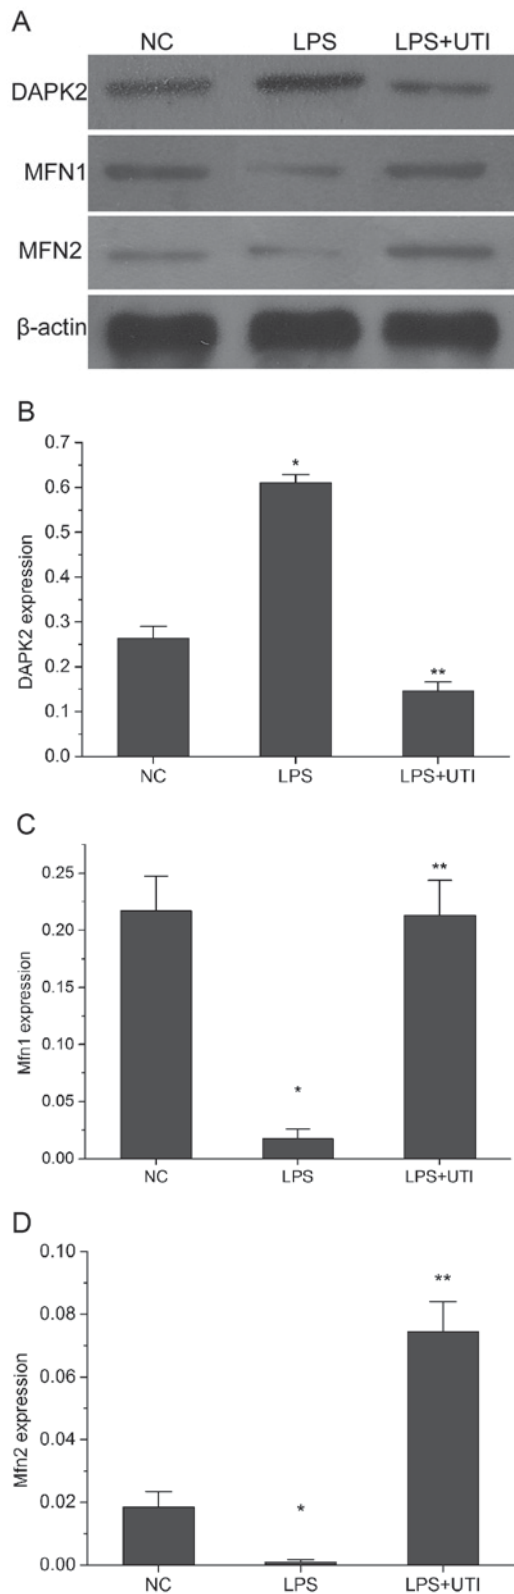 A
NC LPS LPS+UTI
DAPK2
MFN1
MFN2
β-actin
B
DAPK2 expression
0.7
0.6
0.5
0.4
0.3
0.2
0.1
0.0
*
**
NC LPS LPS+UTI
C
Mfn1 expression
0.25
0.20
0.15
0.10
0.05
0.00
*
**
NC LPS LPS+UTI
D
Mfn2 expression
0.10
0.08
0.06
0.04
0.02
0.00
*
**
NC LPS LPS+UTI